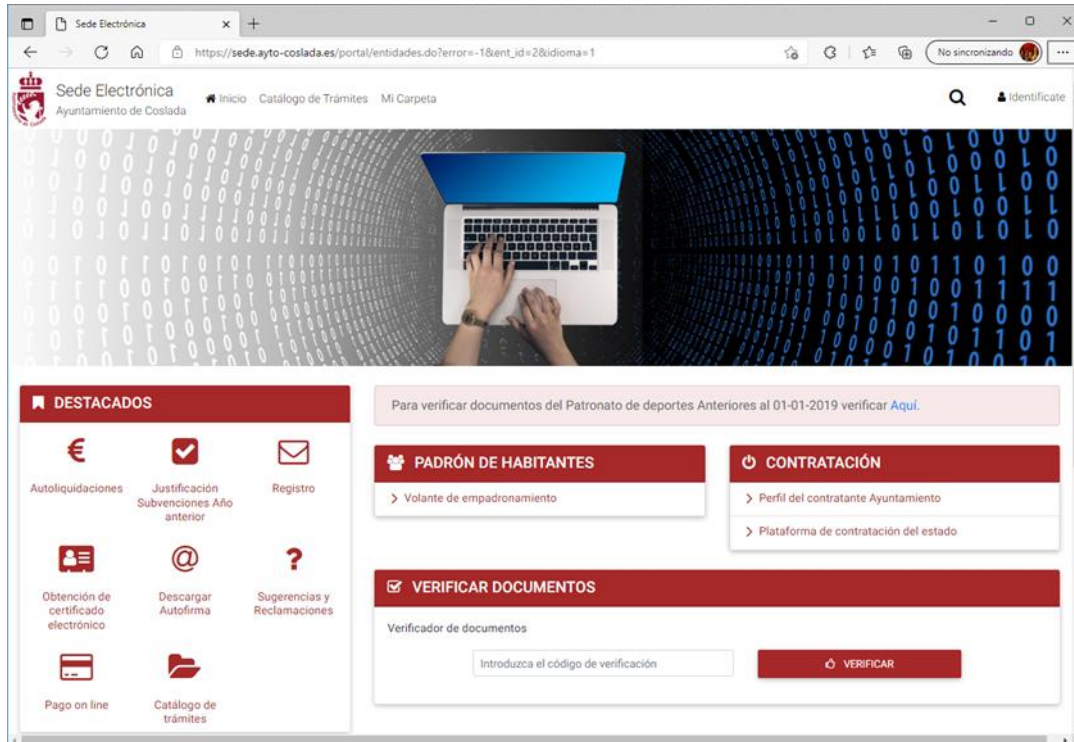 Sede Electrónica
https://sede.ayto-coslada.es/portal/entidades.do?error=-1&ent_id=2&idioma=1
No sincronizando
Sede Electrónica
Ayuntamiento de Coslada
Inicio Catálogo de Trámites Mi Carpeta
Identificate
DESTACADOS
Autoliquidaciones
Justificación
Subvenciones Año
anterior
Registro
Obtención de
certificado
electrónico
Descargar
Autofirma
Sugerencias y
Reclamaciones
Pago on line
Catálogo de
trámites
Para verificar documentos del Patronato de deportes Anteriores al 01-01-2019 verificar Aquí.
PADRÓN DE HABITANTES
Volante de empadronamiento
CONTRATACIÓN
Perfil del contratante Ayuntamiento
Plataforma de contratación del estado
VERIFICAR DOCUMENTOS
Verificador de documentos
Introduzca el código de verificación
VERIFICAR